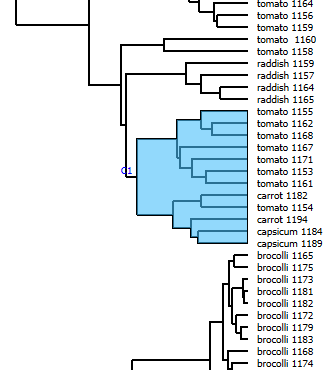 tomato 1164
tomato 1156
tomato 1159
tomato 1160
tomato 1158
raddish 1159
raddish 1157
raddish 1164
raddish 1165
tomato 1155
tomato 1162
tomato 1168
tomato 1167
tomato 1171
C1
tomato 1153
tomato 1161
carrot 1182
tomato 1154
carrot 1194
capsicum 1184
capsicum 1189
brocolli 1165
brocolli 1175
brocolli 1173
brocolli 1181
brocolli 1182
brocolli 1172
brocolli 1179
brocolli 1183
brocolli 1168
brocolli 1174